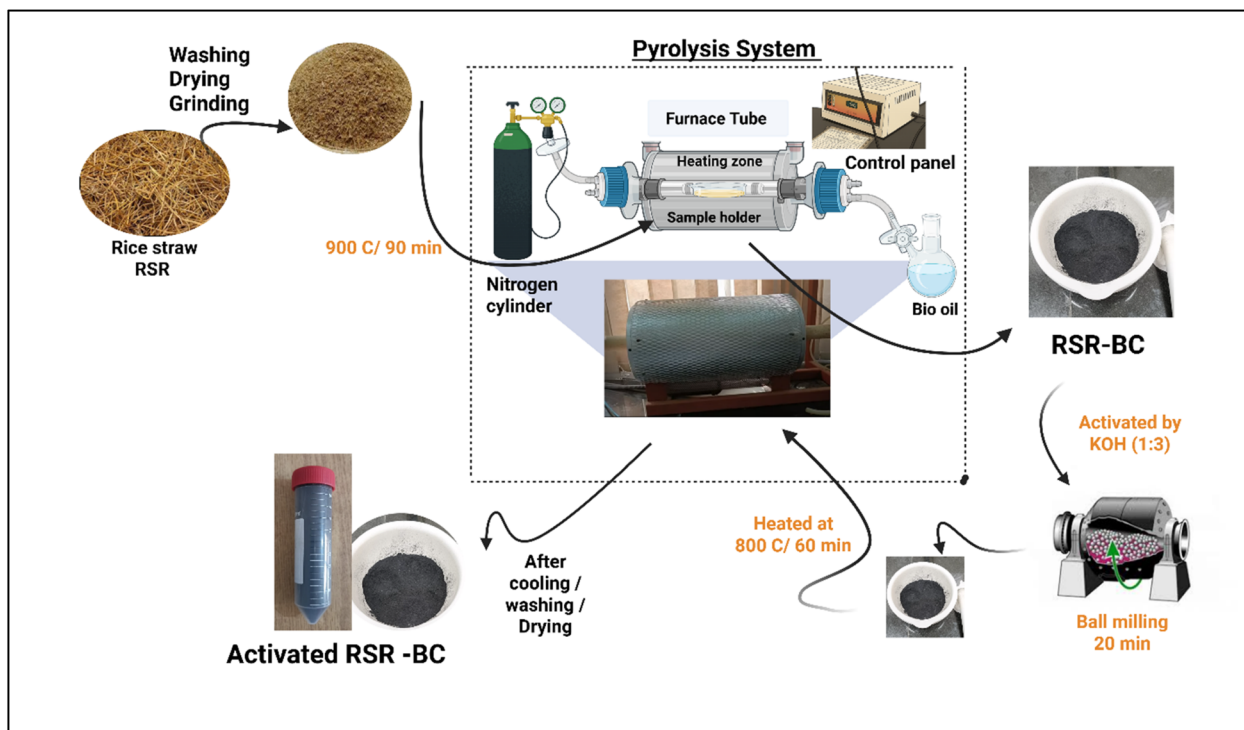 Pyrolysis System
Washing
Drying
Grinding
Rice straw
RSR
900 C/ 90 min
Furnace Tube
Heating zone
Sample holder
Control panel
Nitrogen
cylinder
Bio oil
RSR-BC
Activated by
KOH (1:3)
Ball milling
20 min
Heated at
800 C/ 60 min
After
cooling /
washing /
Drying
Activated RSR -BC